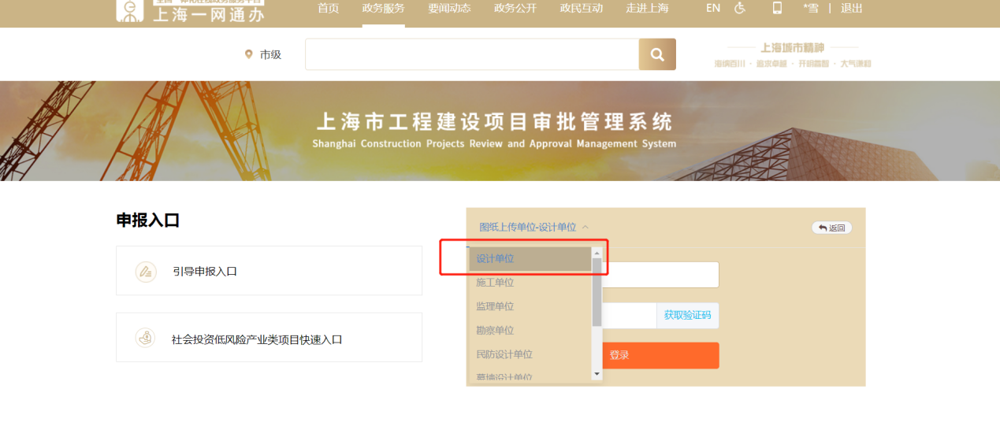 上海一网通办
首页 政务服务 要闻动态 政务公开 政民互动 走进上海 EN *雪 | 退出
市级
上海城市精神
海纳百川 · 追求卓越 · 开明睿智 · 大气谦和
上海市工程建设项目审批管理系统
Shanghai Construction Projects Review and Approval Management System
申报入口
引导申报入口
社会投资低风险产业类项目快速入口
图纸上传单位-设计单位
返回
设计单位
施工单位
监理单位
勘察单位
获取验证码
民防设计单位
登录
幕墙设计单位